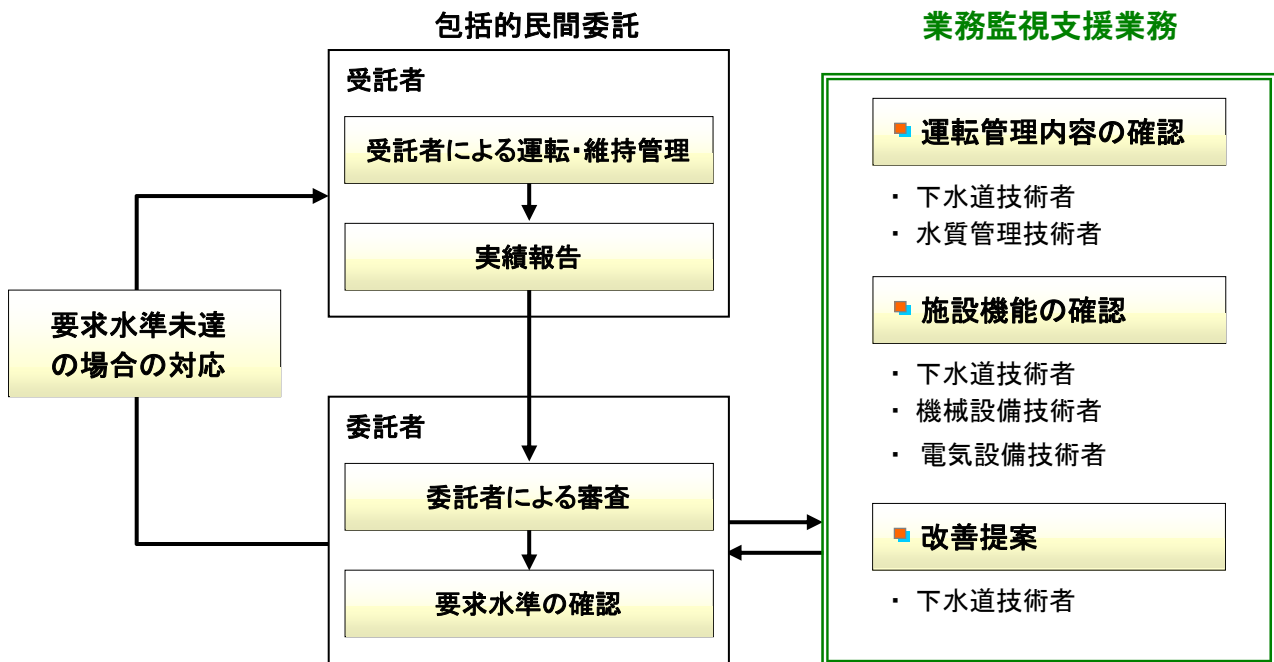 包括的民間委託
受託者
受託者による運転・維持管理
実績報告
要求水準未達
の場合の対応
委託者
委託者による審査
要求水準の確認
業務監視支援業務
運転管理内容の確認
・ 下水道技術者
・ 水質管理技術者
施設機能の確認
・ 下水道技術者
・ 機械設備技術者
・ 電気設備技術者
改善提案
・ 下水道技術者